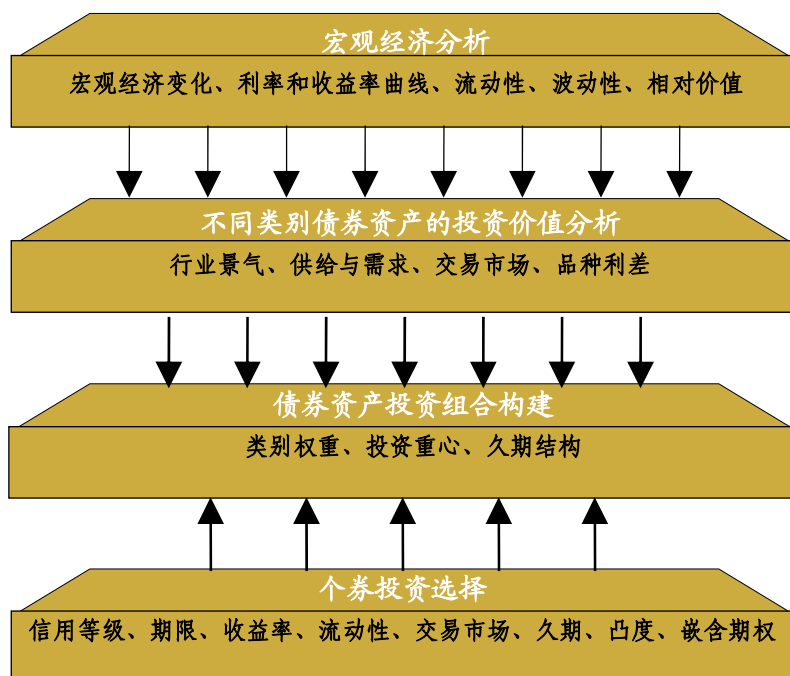 宏观经济分析
宏观经济变化、利率和收益率曲线、流动性、波动性、相对价值
不同类别债券资产的投资价值分析
行业景气、供给与需求、交易市场、品种利差
债券资产投资组合构建
类别权重、投资重心、久期结构
个券投资选择
信用等级、期限、收益率、流动性、交易市场、久期、凸度、嵌含期权